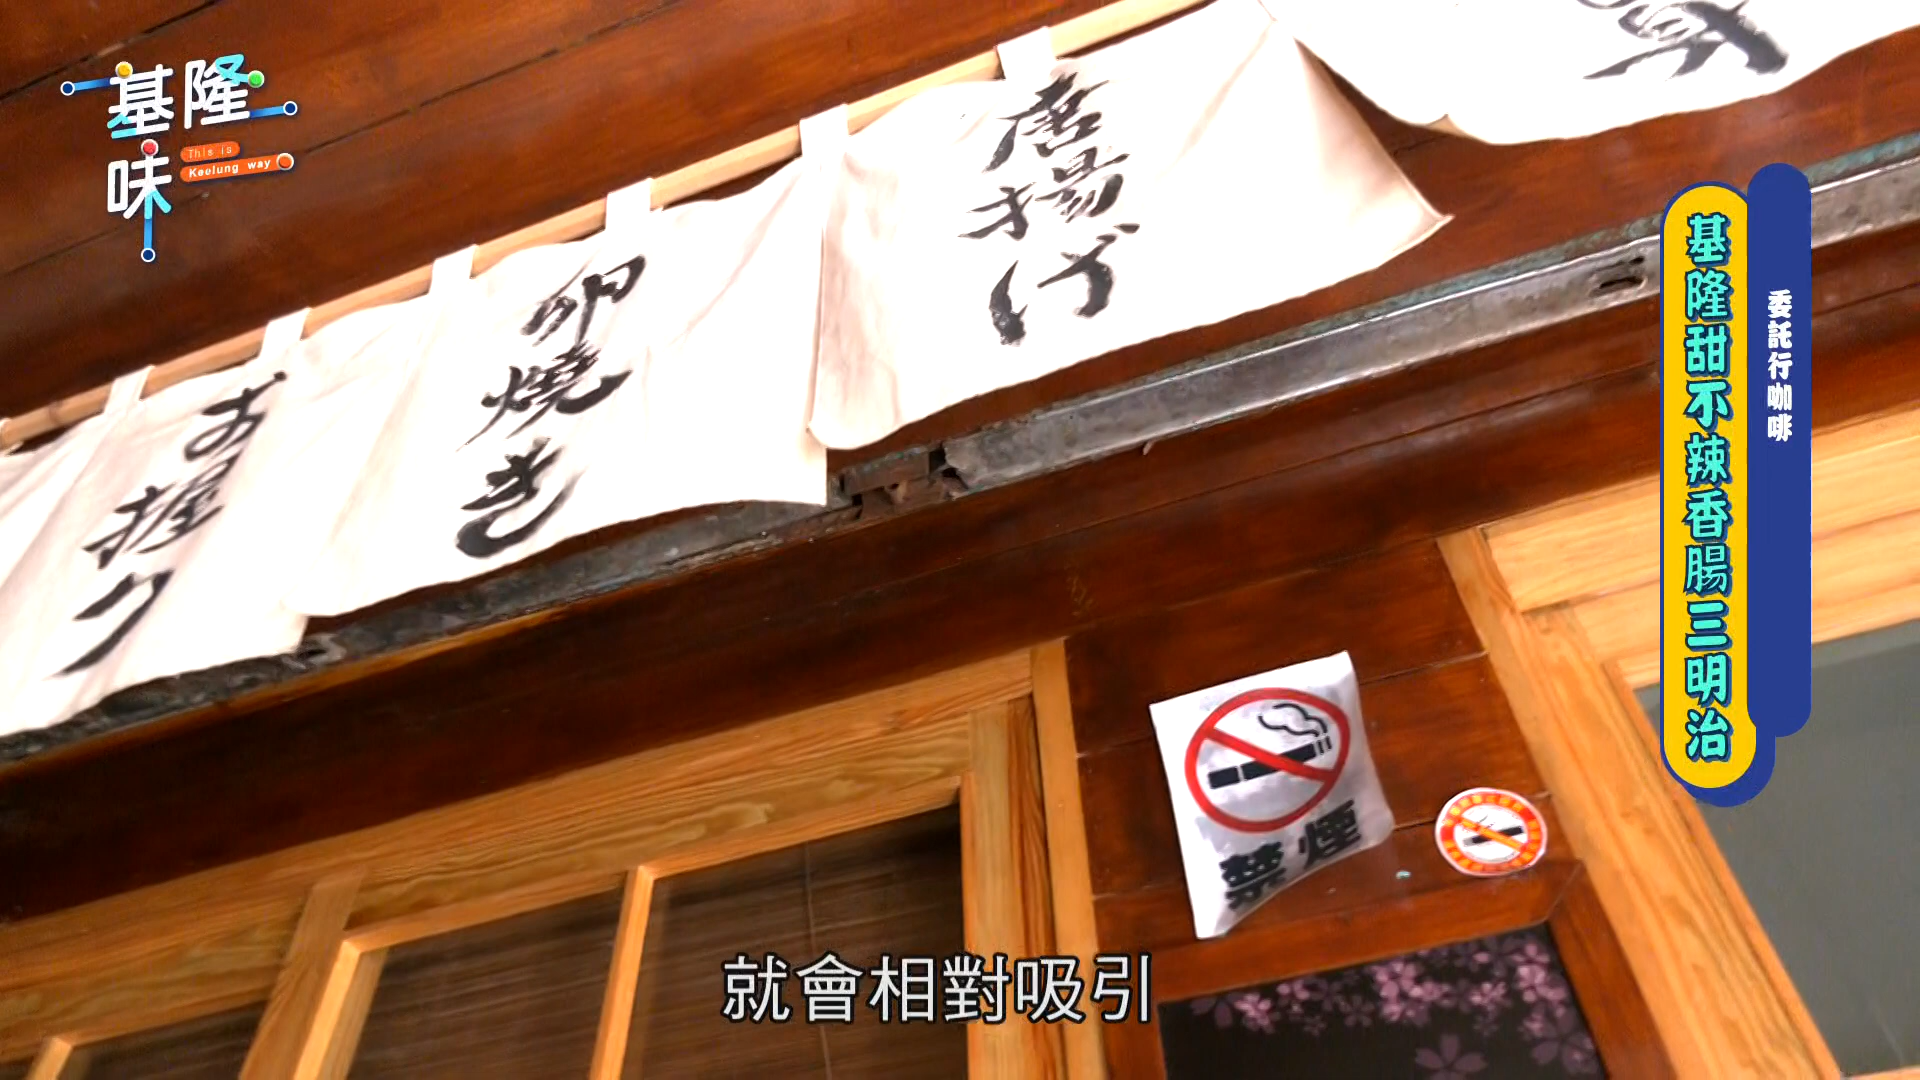 基隆
味
This is
Keelung way
唐揚げ
卵焼き
お握り
基隆甜不辣香腸三明治
委託行咖啡
禁煙
就會相對吸引